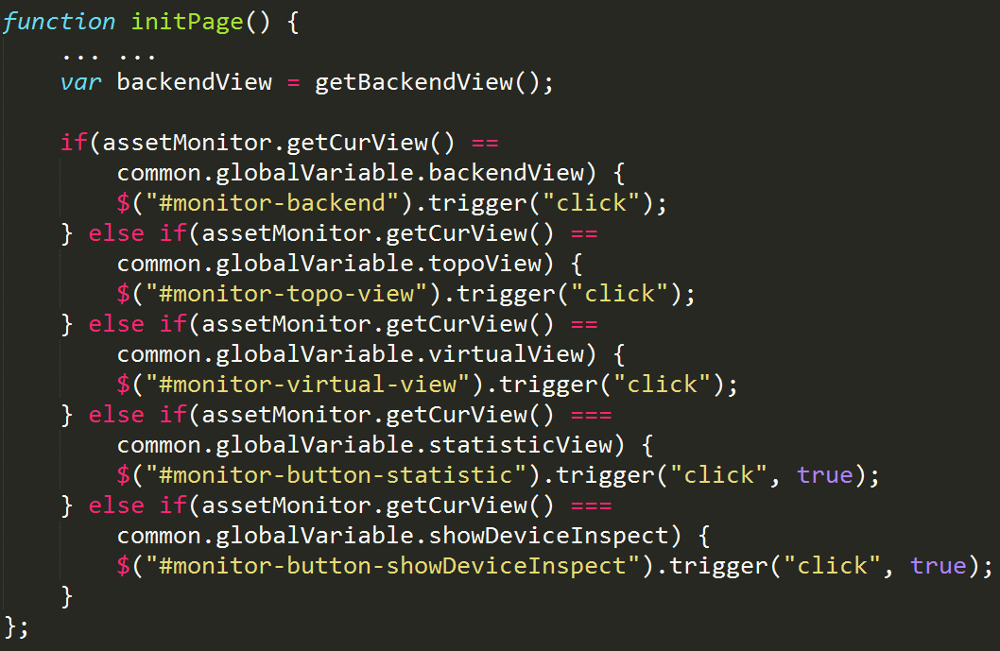 function initPage() {
    ... ...
    var backendView = getBackendView();

    if(assetMonitor.getCurView() ==
        common.globalVariable.backendView) {
        $("#monitor-backend").trigger("click");
    } else if(assetMonitor.getCurView() ==
        common.globalVariable.topoView) {
        $("#monitor-topo-view").trigger("click");
    } else if(assetMonitor.getCurView() ==
        common.globalVariable.virtualView) {
        $("#monitor-virtual-view").trigger("click");
    } else if(assetMonitor.getCurView() ===
        common.globalVariable.statisticView) {
        $("#monitor-button-statistic").trigger("click", true);
    } else if(assetMonitor.getCurView() ===
        common.globalVariable.showDeviceInspect) {
        $("#monitor-button-showDeviceInspect").trigger("click", true);
    }
};